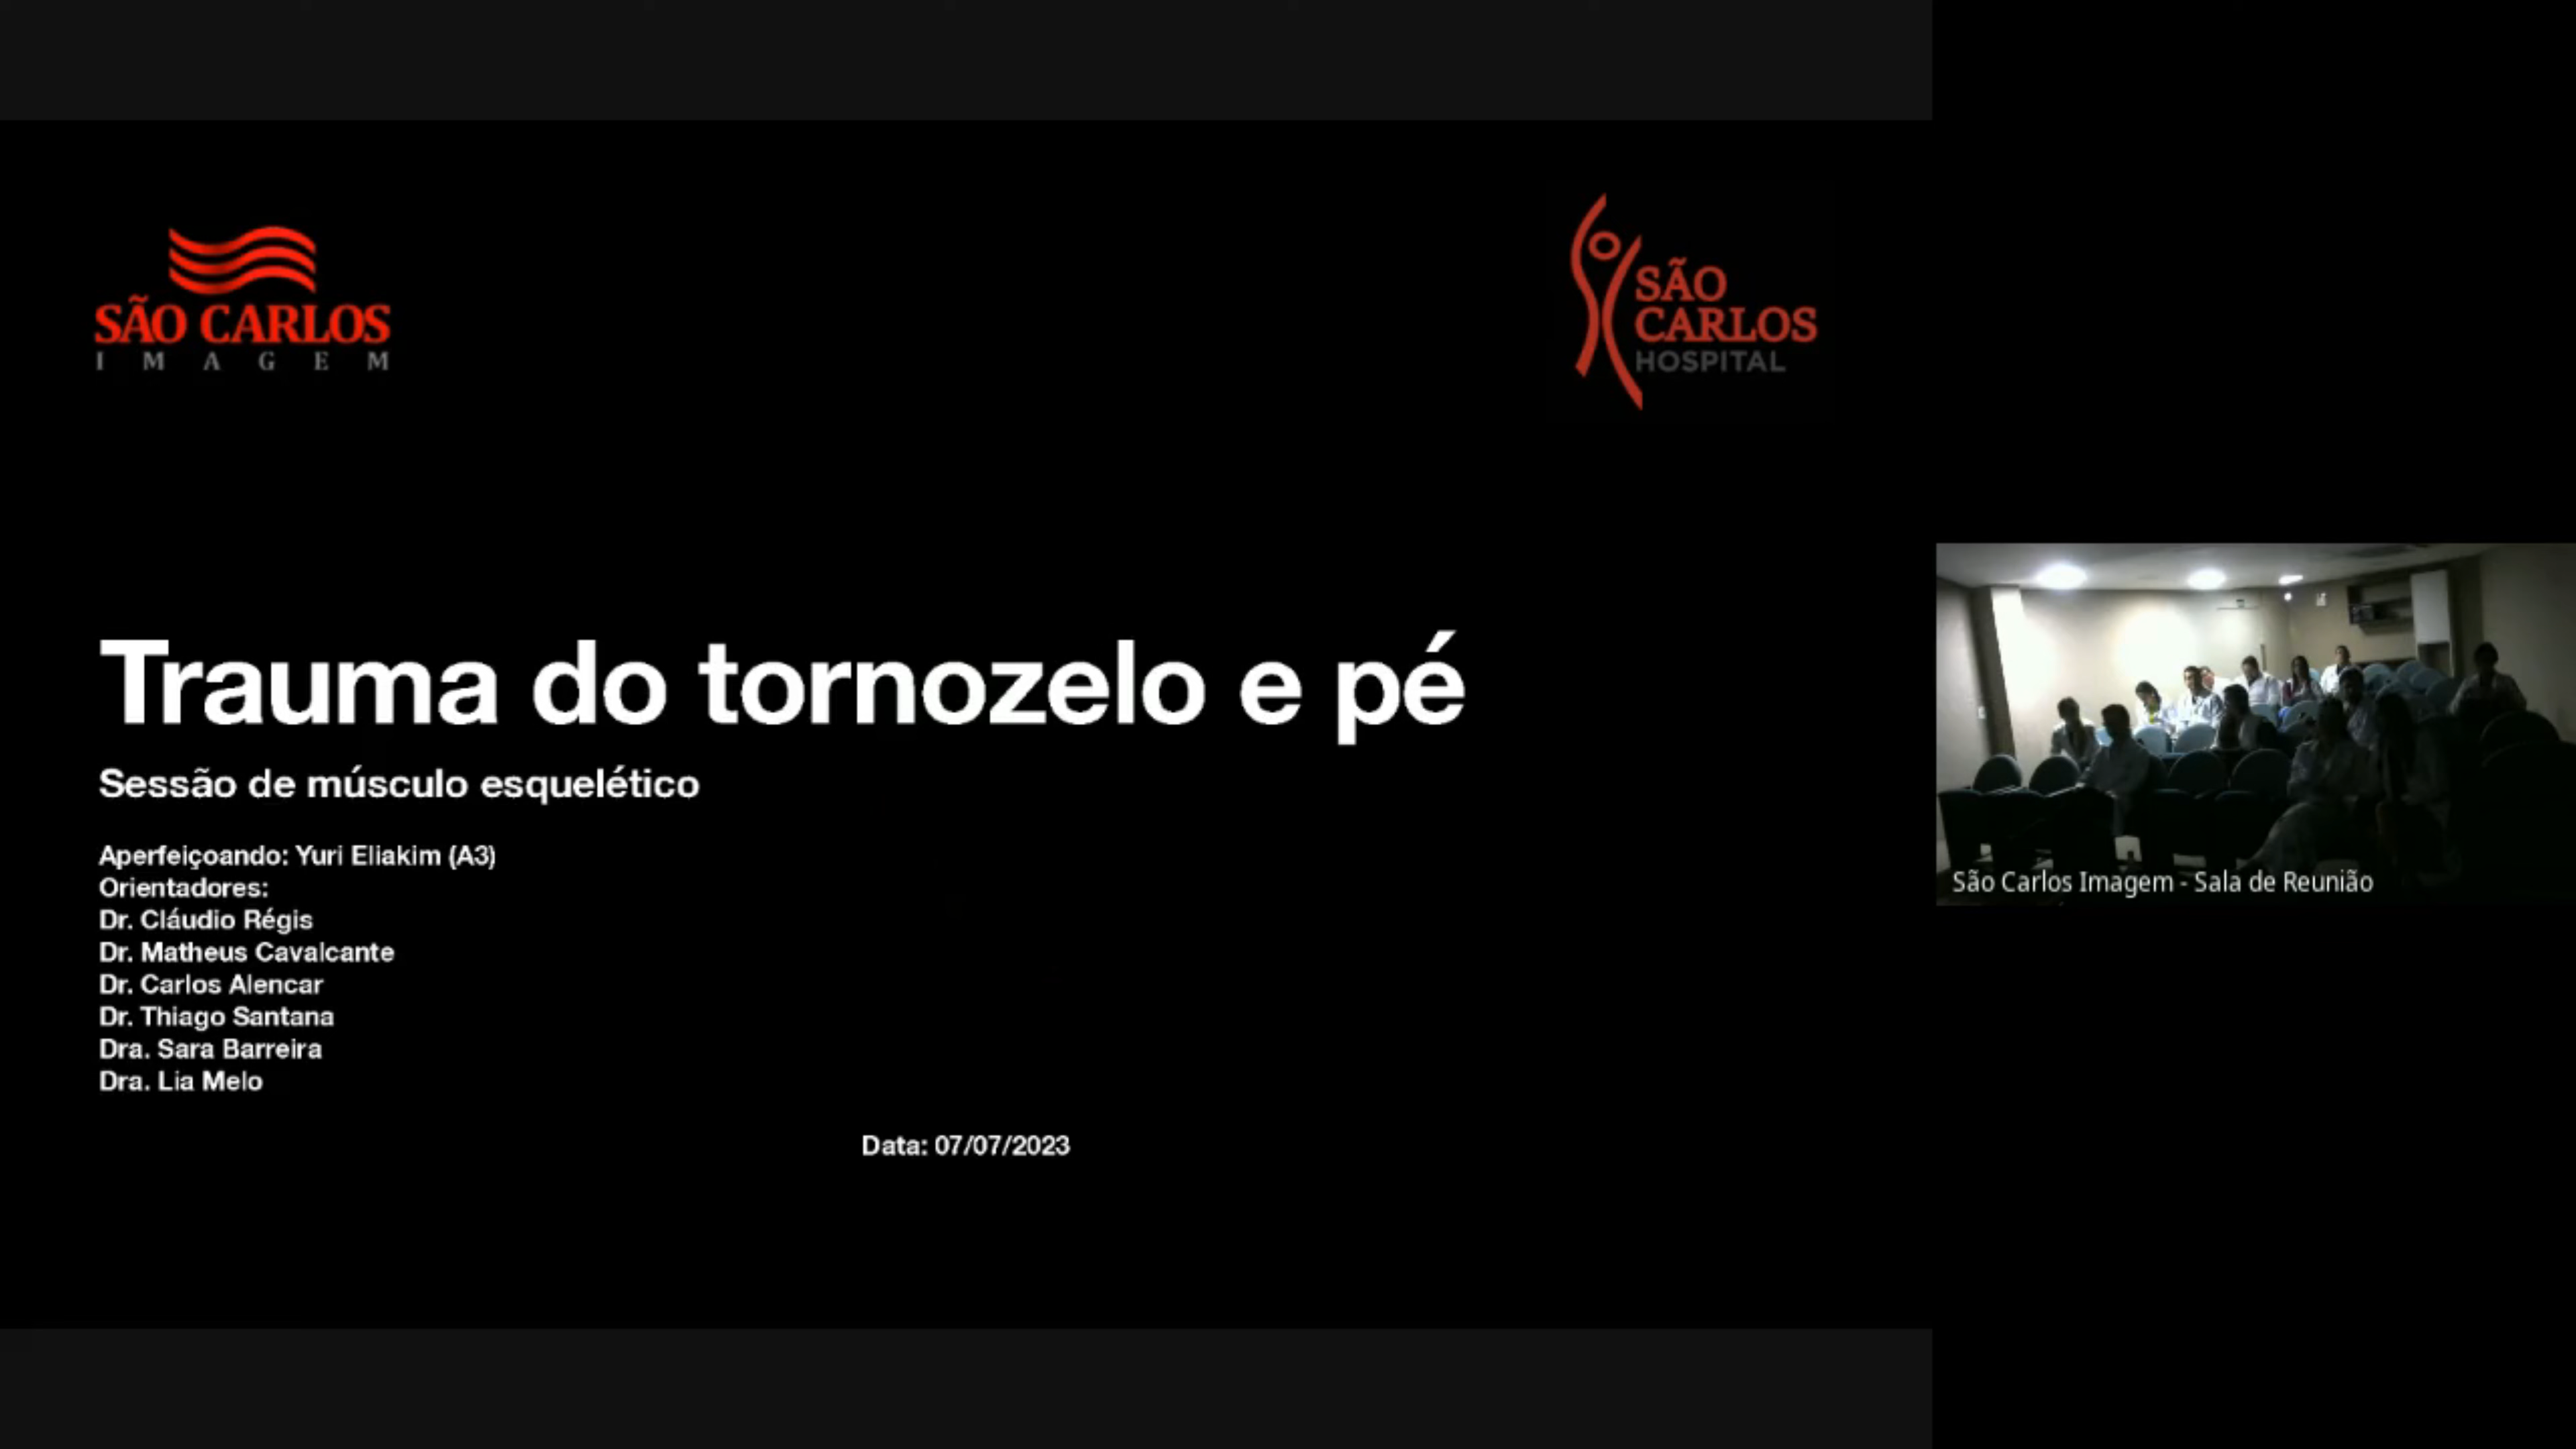 SÃO CARLOS
IMAGEM
SÃO
CARLOS
HOSPITAL
Trauma do tornozelo e pé
Sessão de músculo esquelético
Aperfeiçoando: Yuri Eliakim (A3)
Orientadores:
Dr. Cláudio Régis
Dr. Matheus Cavalcante
Dr. Carlos Alencar
Dr. Thiago Santana
Dra. Sara Barreira
Dra. Lia Melo
Data: 07/07/2023
São Carlos Imagem - Sala de Reunião